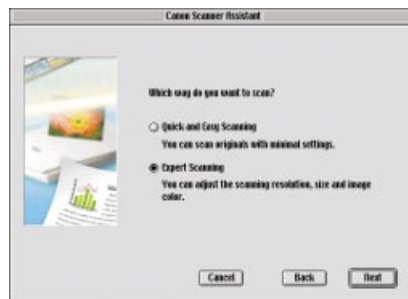 Canon Scanner Assistant
Which way do you want to scan?
Quick and Easy Scanning
You can scan originals with minimal settings.
Expert Scanning
You can adjust the scanning resolution, size and image
color.
Cancel
Back
Next